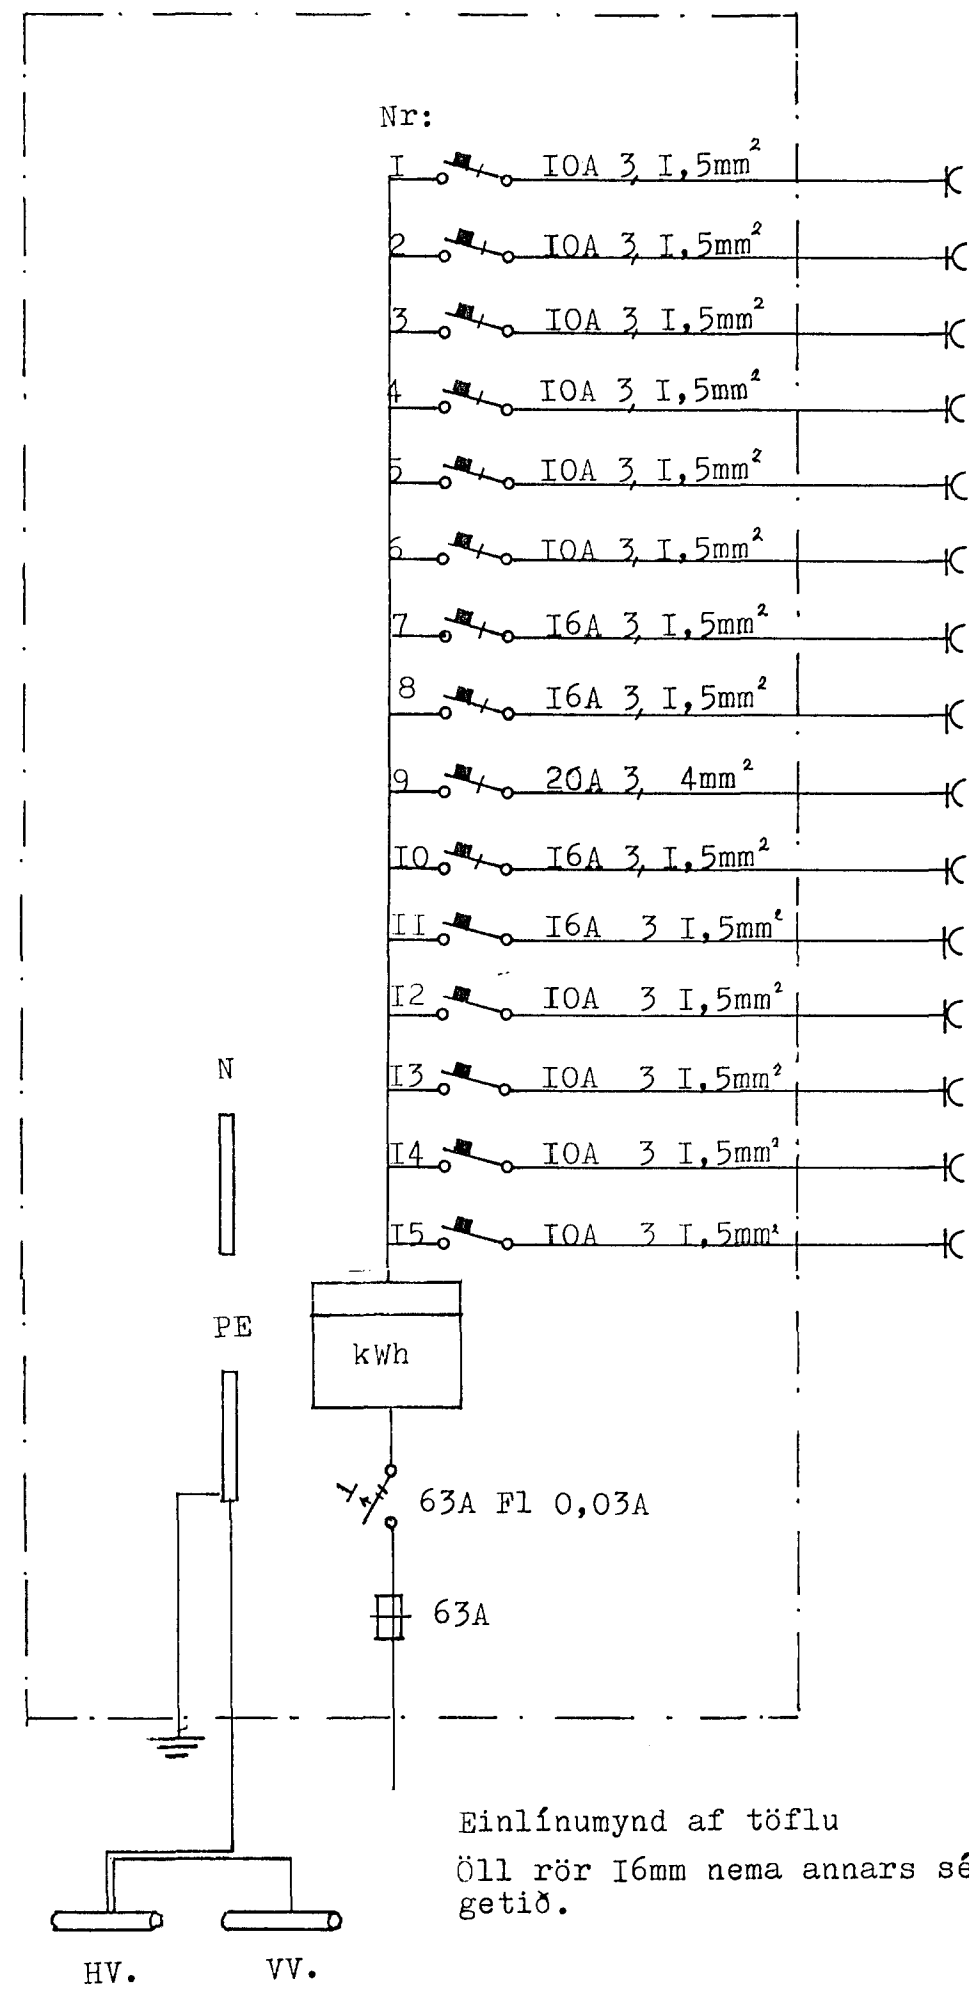 Nr:
I IOA 3, I,5mm²
2 IOA 3, I,5mm²
3 IOA 3, I,5mm²
4 IOA 3, I,5mm²
5 IOA 3, I,5mm²
6 IOA 3, I,5mm²
7 I6A 3, I,5mm²
8 I6A 3, I,5mm²
9 20A 3, 4mm²
IO I6A 3, I,5mm²
II I6A 3 I,5mm²
I2 IOA 3 I,5mm²
I3 IOA 3 I,5mm²
I4 IOA 3 I,5mm²
I5 IOA 3 I,5mm²
N
PE
kWh
63A Fl 0,03A
63A
Einlínumynd af töflu
Öll rör I6mm nema annars sé
getið.
HV. VV.